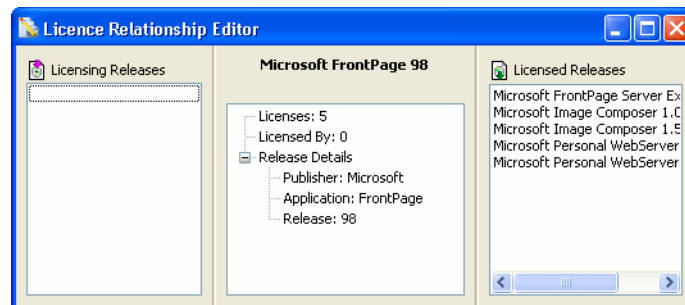 Licence Relationship Editor
Licensing Releases
Microsoft FrontPage 98
Licenses: 5
Licensed By: 0
Release Details
Publisher: Microsoft
Application: FrontPage
Release: 98
Licensed Releases
Microsoft FrontPage Server Ex
Microsoft Image Composer 1.0
Microsoft Image Composer 1.5
Microsoft Personal WebServer
Microsoft Personal WebServer